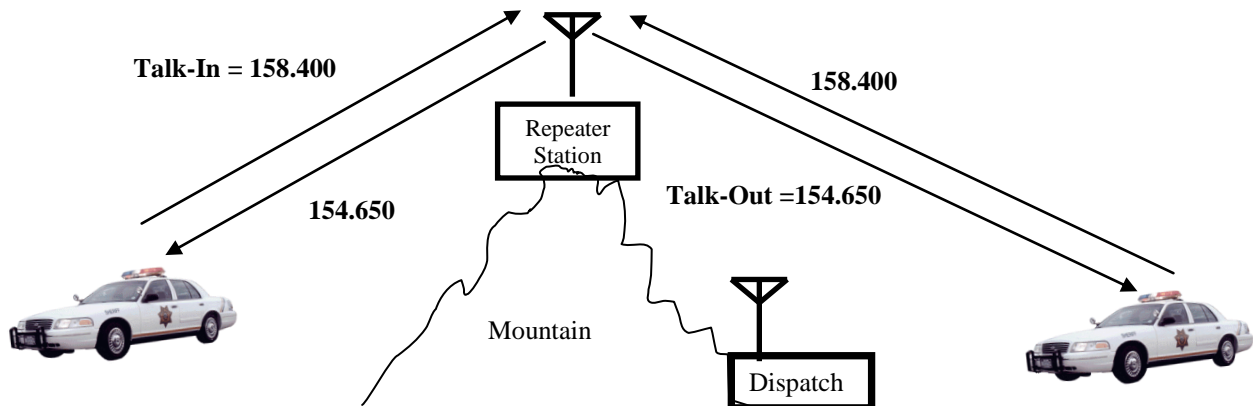 Talk-In = 158.400
158.400
Repeater
Station
Talk-Out =154.650
154.650
Mountain
Dispatch